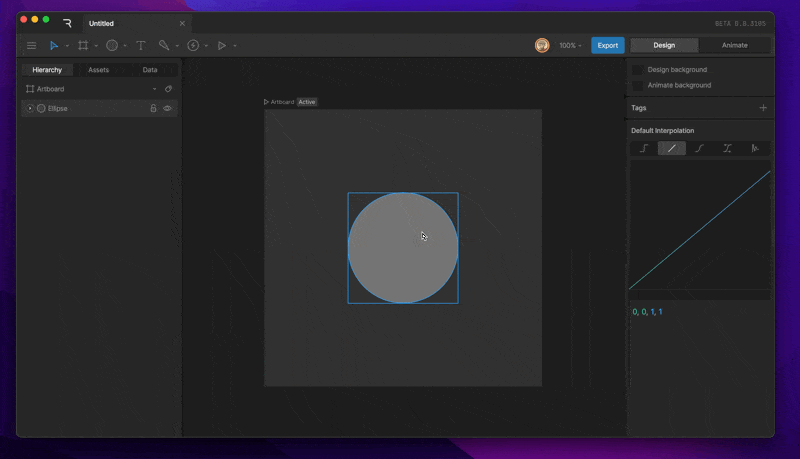 Untitled
BETA 0.8.3105
100%
Export
Design
Animate
Hierarchy
Assets
Data
Design background
Artboard
Animate background
Artboard Active
Ellipse
Tags
Default Interpolation
0, 0, 1, 1